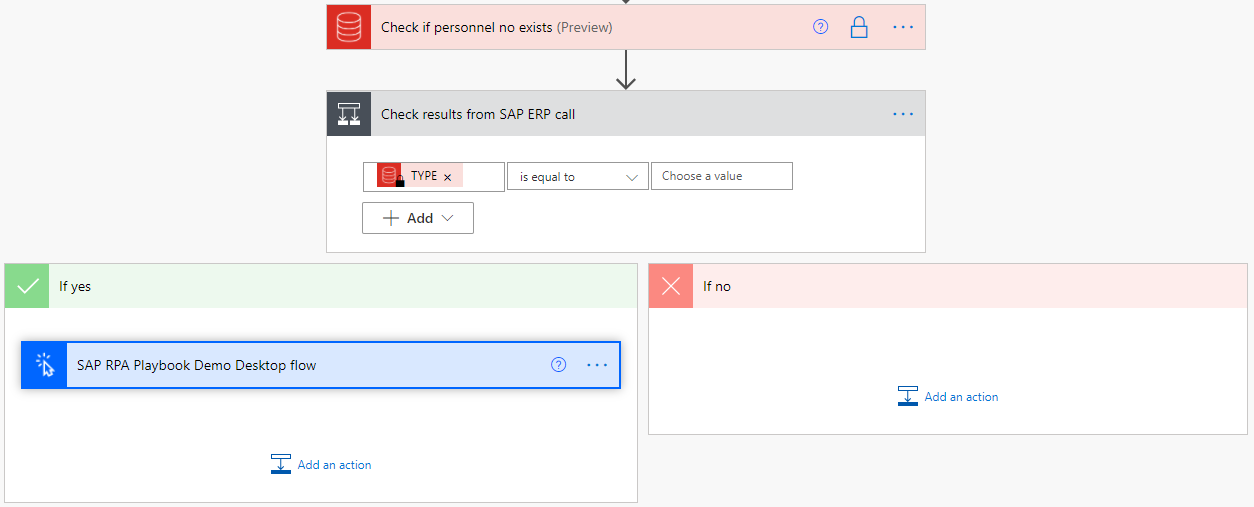 Check if personnel no exists (Preview)
Check results from SAP ERP call
TYPE × is equal to Choose a value
Add
If yes
If no
SAP RPA Playbook Demo Desktop flow
Add an action
Add an action